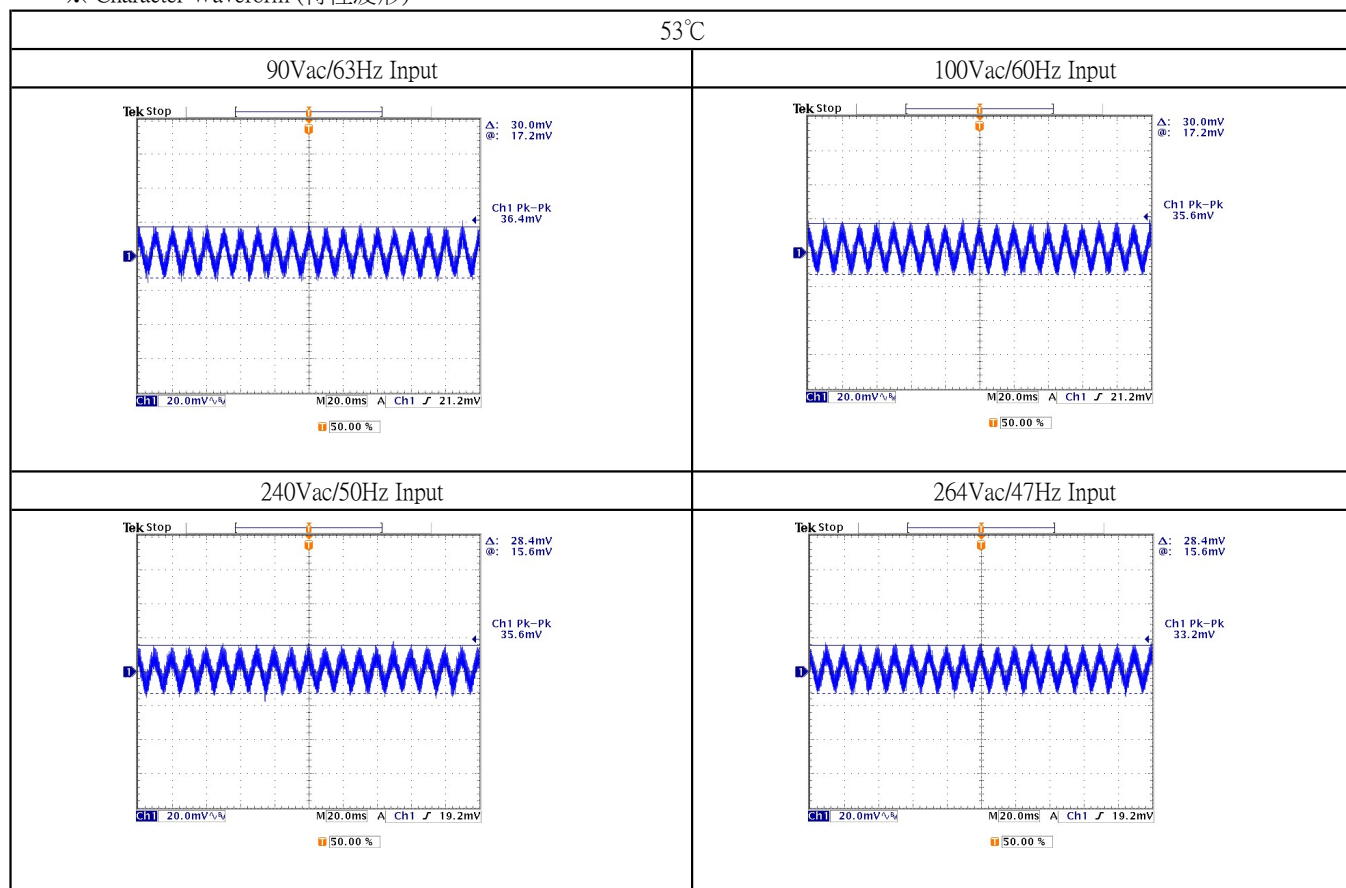 ※ Character Waveform (特性波形)
53℃
90Vac/63Hz Input
100Vac/60Hz Input
Tek Stop
T
T
Δ: 30.0mV
@: 17.2mV
Ch1 Pk-Pk
36.4mV
1
Ch1 20.0mV M 20.0ms A Ch1 21.2mV
T 50.00 %
Tek Stop
T
T
Δ: 30.0mV
@: 17.2mV
Ch1 Pk-Pk
35.6mV
1
Ch1 20.0mV M 20.0ms A Ch1 21.2mV
T 50.00 %
240Vac/50Hz Input
264Vac/47Hz Input
Tek Stop
T
T
Δ: 28.4mV
@: 15.6mV
Ch1 Pk-Pk
35.6mV
1
Ch1 20.0mV M 20.0ms A Ch1 19.2mV
T 50.00 %
Tek Stop
T
T
Δ: 28.4mV
@: 15.6mV
Ch1 Pk-Pk
33.2mV
1
Ch1 20.0mV M 20.0ms A Ch1 19.2mV
T 50.00 %